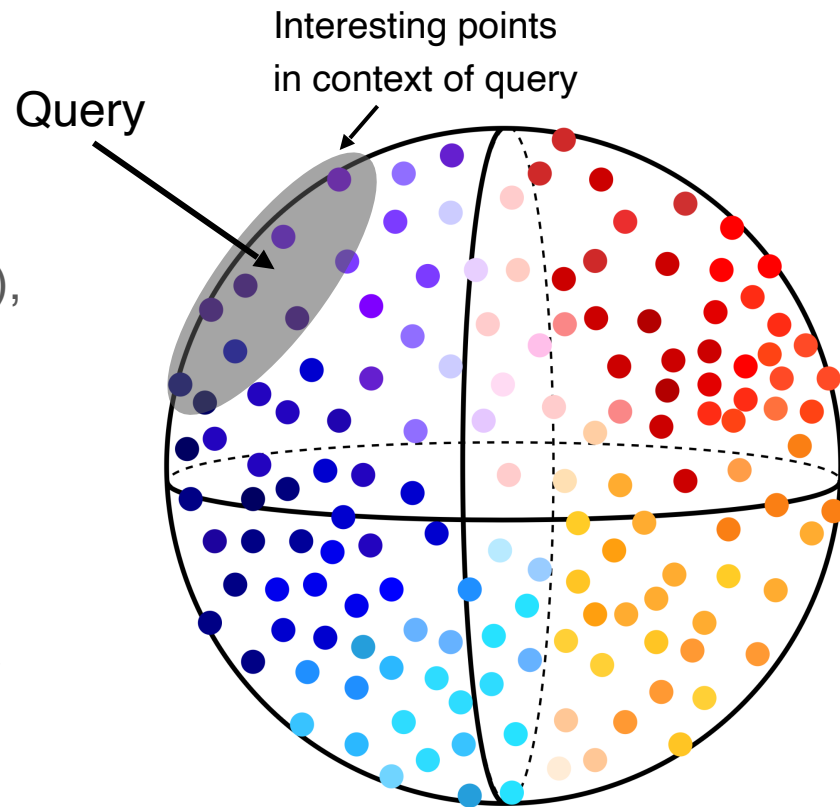 Interesting points
in context of query
Query
),